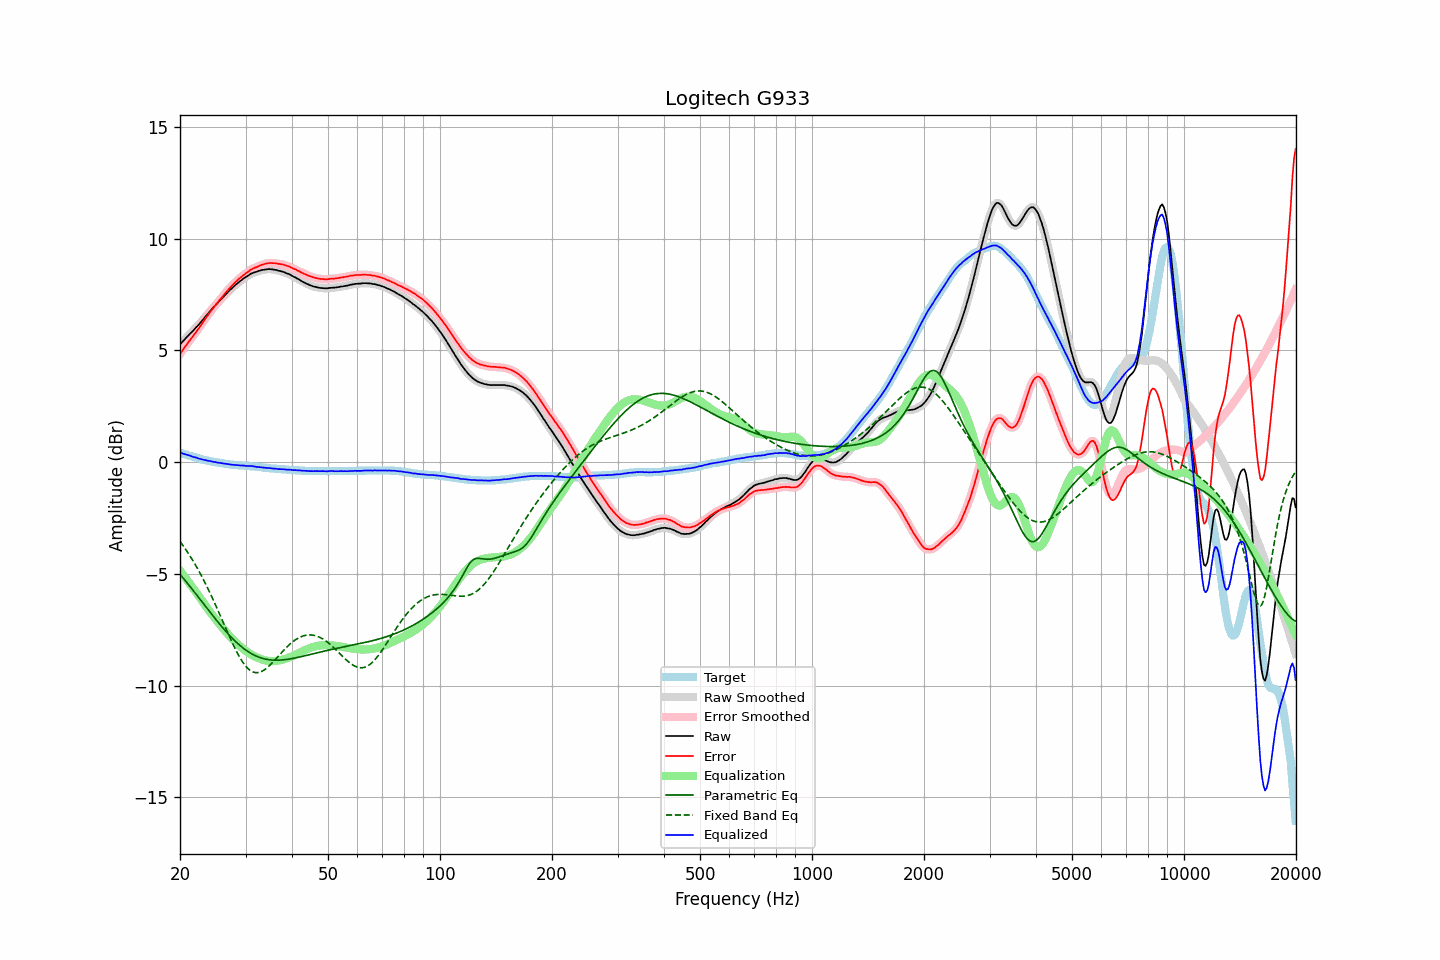 Logitech G933
15
10
5
0
−5
−10
−15
Amplitude (dBr)
Target
Raw Smoothed
Error Smoothed
Raw
Error
Equalization
Parametric Eq
Fixed Band Eq
Equalized
20
50
100
200
500
1000
2000
5000
10000
20000
Frequency (Hz)